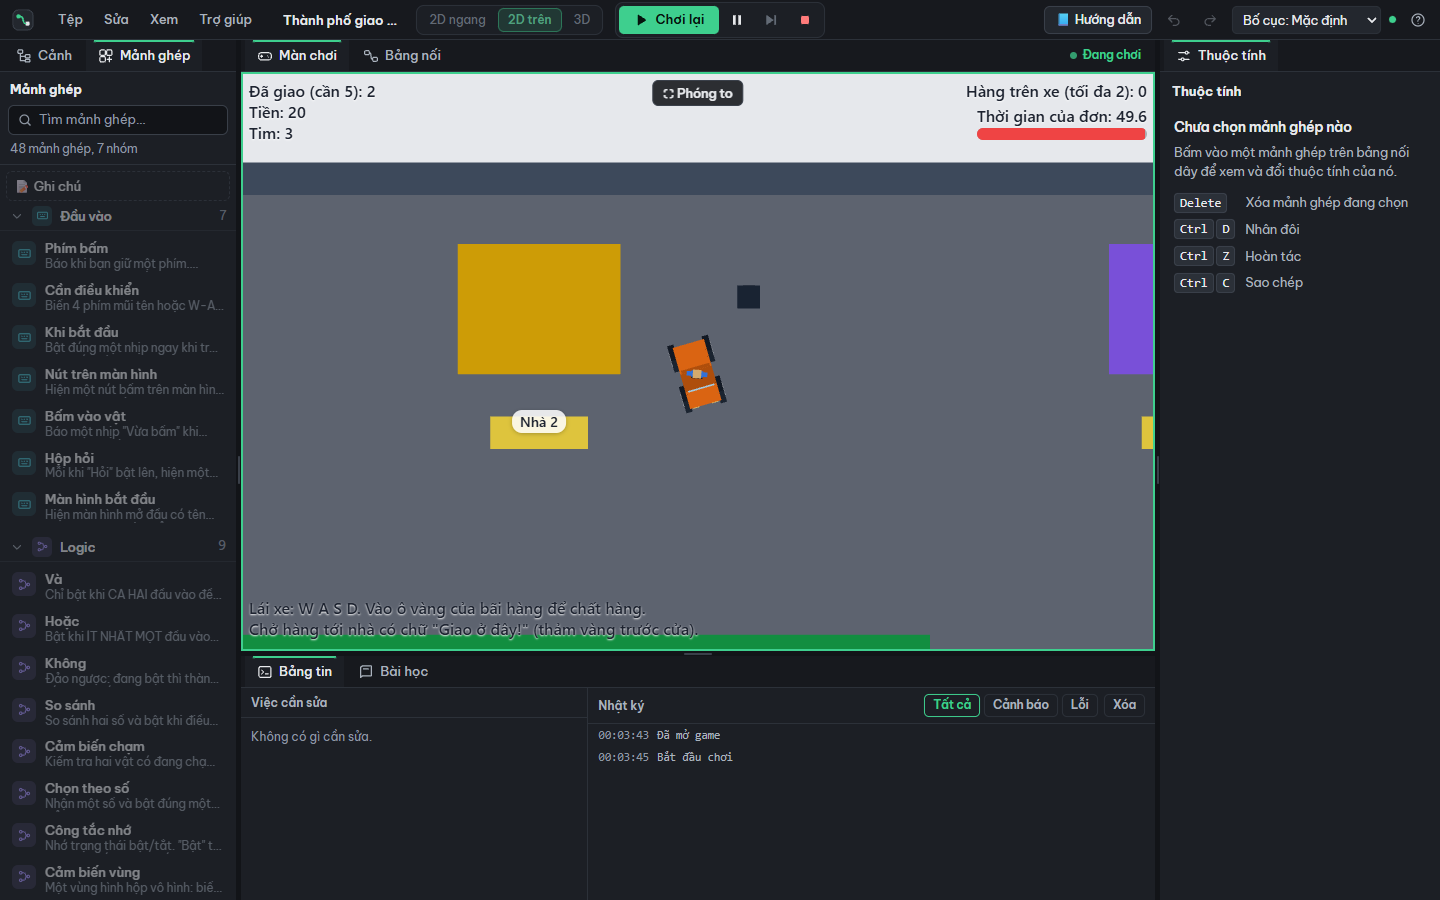 Tệp
Sửa
Xem
Trợ giúp
Thành phố giao ...
2D ngang
2D trên
3D
Chơi lại
📘 Hướng dẫn
Bố cục: Mặc định
Cảnh
Mảnh ghép
Màn chơi
Bảng nối
Đang chơi
Thuộc tính
Mảnh ghép
Tìm mảnh ghép...
48 mảnh ghép, 7 nhóm
Ghi chú
Đầu vào
7
Phím bấm
Báo khi bạn giữ một phím....
Cần điều khiển
Biến 4 phím mũi tên hoặc W-A...
Khi bắt đầu
Bật đúng một nhịp ngay khi tr...
Nút trên màn hình
Hiện một nút bấm trên màn hìn...
Bấm vào vật
Báo một nhịp "Vừa bấm" khi...
Hộp hỏi
Mỗi khi "Hỏi" bật lên, hiện một...
Màn hình bắt đầu
Hiện màn hình mở đầu có tên...
Logic
9
Và
Chỉ bật khi CẢ HAI đầu vào đề...
Hoặc
Bật khi ÍT NHẤT MỘT đầu vào...
Không
Đảo ngược: đang bật thì thàn...
So sánh
So sánh hai số và bật khi điều...
Cảm biến chạm
Kiểm tra hai vật có đang chạ...
Chọn theo số
Nhận một số và bật đúng một...
Công tắc nhớ
Nhớ trạng thái bật/tắt. "Bật" t...
Cảm biến vùng
Một vùng hình hộp vô hình: biế...
Đã giao (cần 5): 2
Tiền: 20
Tim: 3
Phóng to
Hàng trên xe (tối đa 2): 0
Thời gian của đơn: 49.6
Nhà 2
Lái xe: W A S D. Vào ô vàng của bãi hàng để chất hàng.
Chở hàng tới nhà có chữ "Giao ở đây!" (thảm vàng trước cửa).
Bảng tin
Bài học
Việc cần sửa
Không có gì cần sửa.
Nhật ký
Tất cả
Cảnh báo
Lỗi
Xóa
00:03:43 Đã mở game
00:03:45 Bắt đầu chơi
Thuộc tính
Chưa chọn mảnh ghép nào
Bấm vào một mảnh ghép trên bảng nối
dây để xem và đổi thuộc tính của nó.
Delete Xóa mảnh ghép đang chọn
Ctrl D Nhân đôi
Ctrl Z Hoàn tác
Ctrl C Sao chép